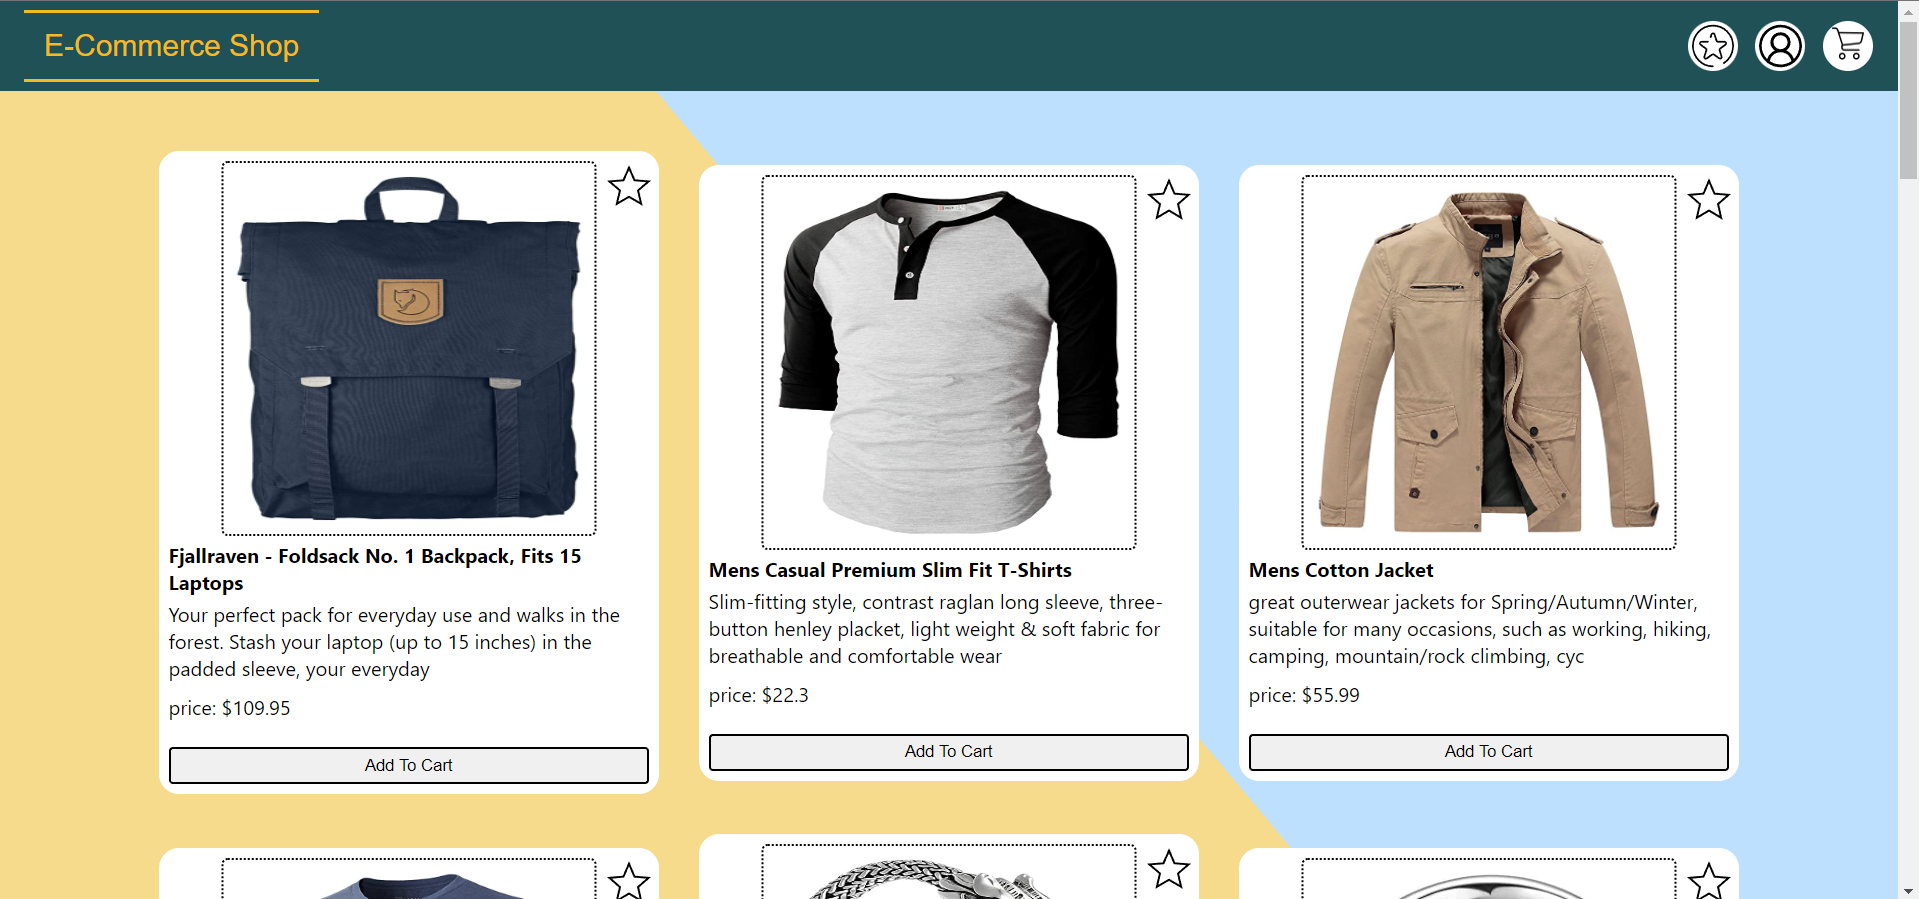 E-Commerce Shop
Fjallraven - Foldsack No. 1 Backpack, Fits 15
Laptops
Your perfect pack for everyday use and walks in the
forest. Stash your laptop (up to 15 inches) in the
padded sleeve, your everyday
price: $109.95
Add To Cart
Mens Casual Premium Slim Fit T-Shirts
Slim-fitting style, contrast raglan long sleeve, three-
button henley placket, light weight & soft fabric for
breathable and comfortable wear
price: $22.3
Add To Cart
Mens Cotton Jacket
great outerwear jackets for Spring/Autumn/Winter,
suitable for many occasions, such as working, hiking,
camping, mountain/rock climbing, cyc
price: $55.99
Add To Cart